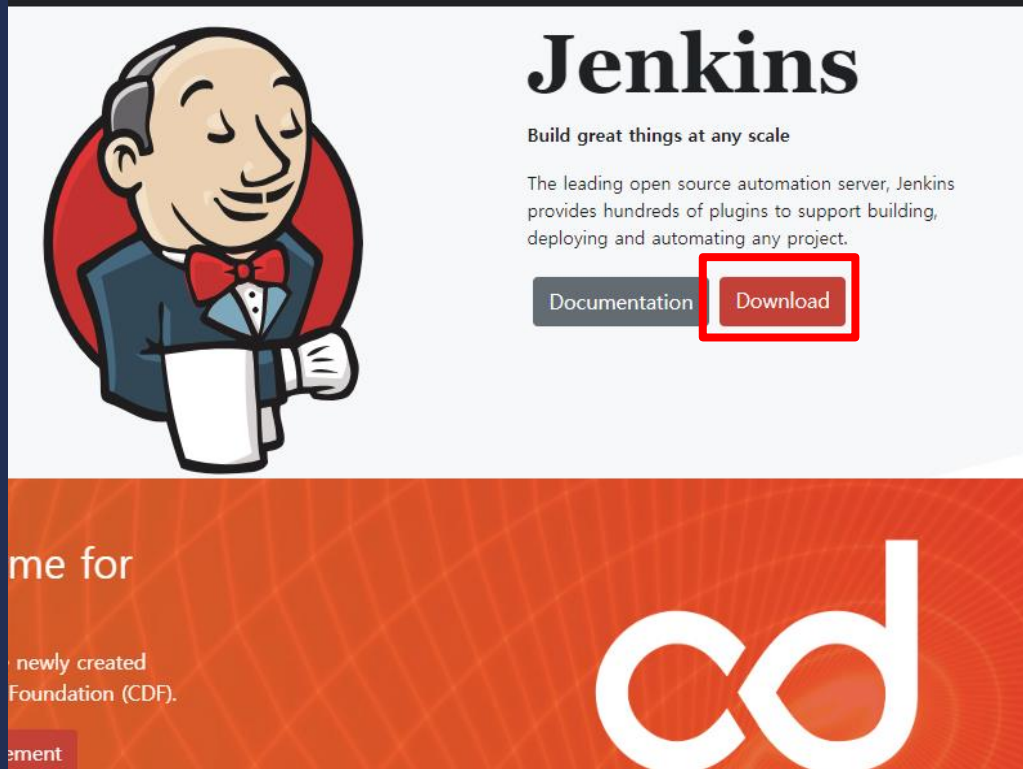 Jenkins
Build great things at any scale
The leading open source automation server, Jenkins
provides hundreds of plugins to support building,
deploying and automating any project.
Documentation Download
me for
newly created
Foundation (CDF).
ement
cd